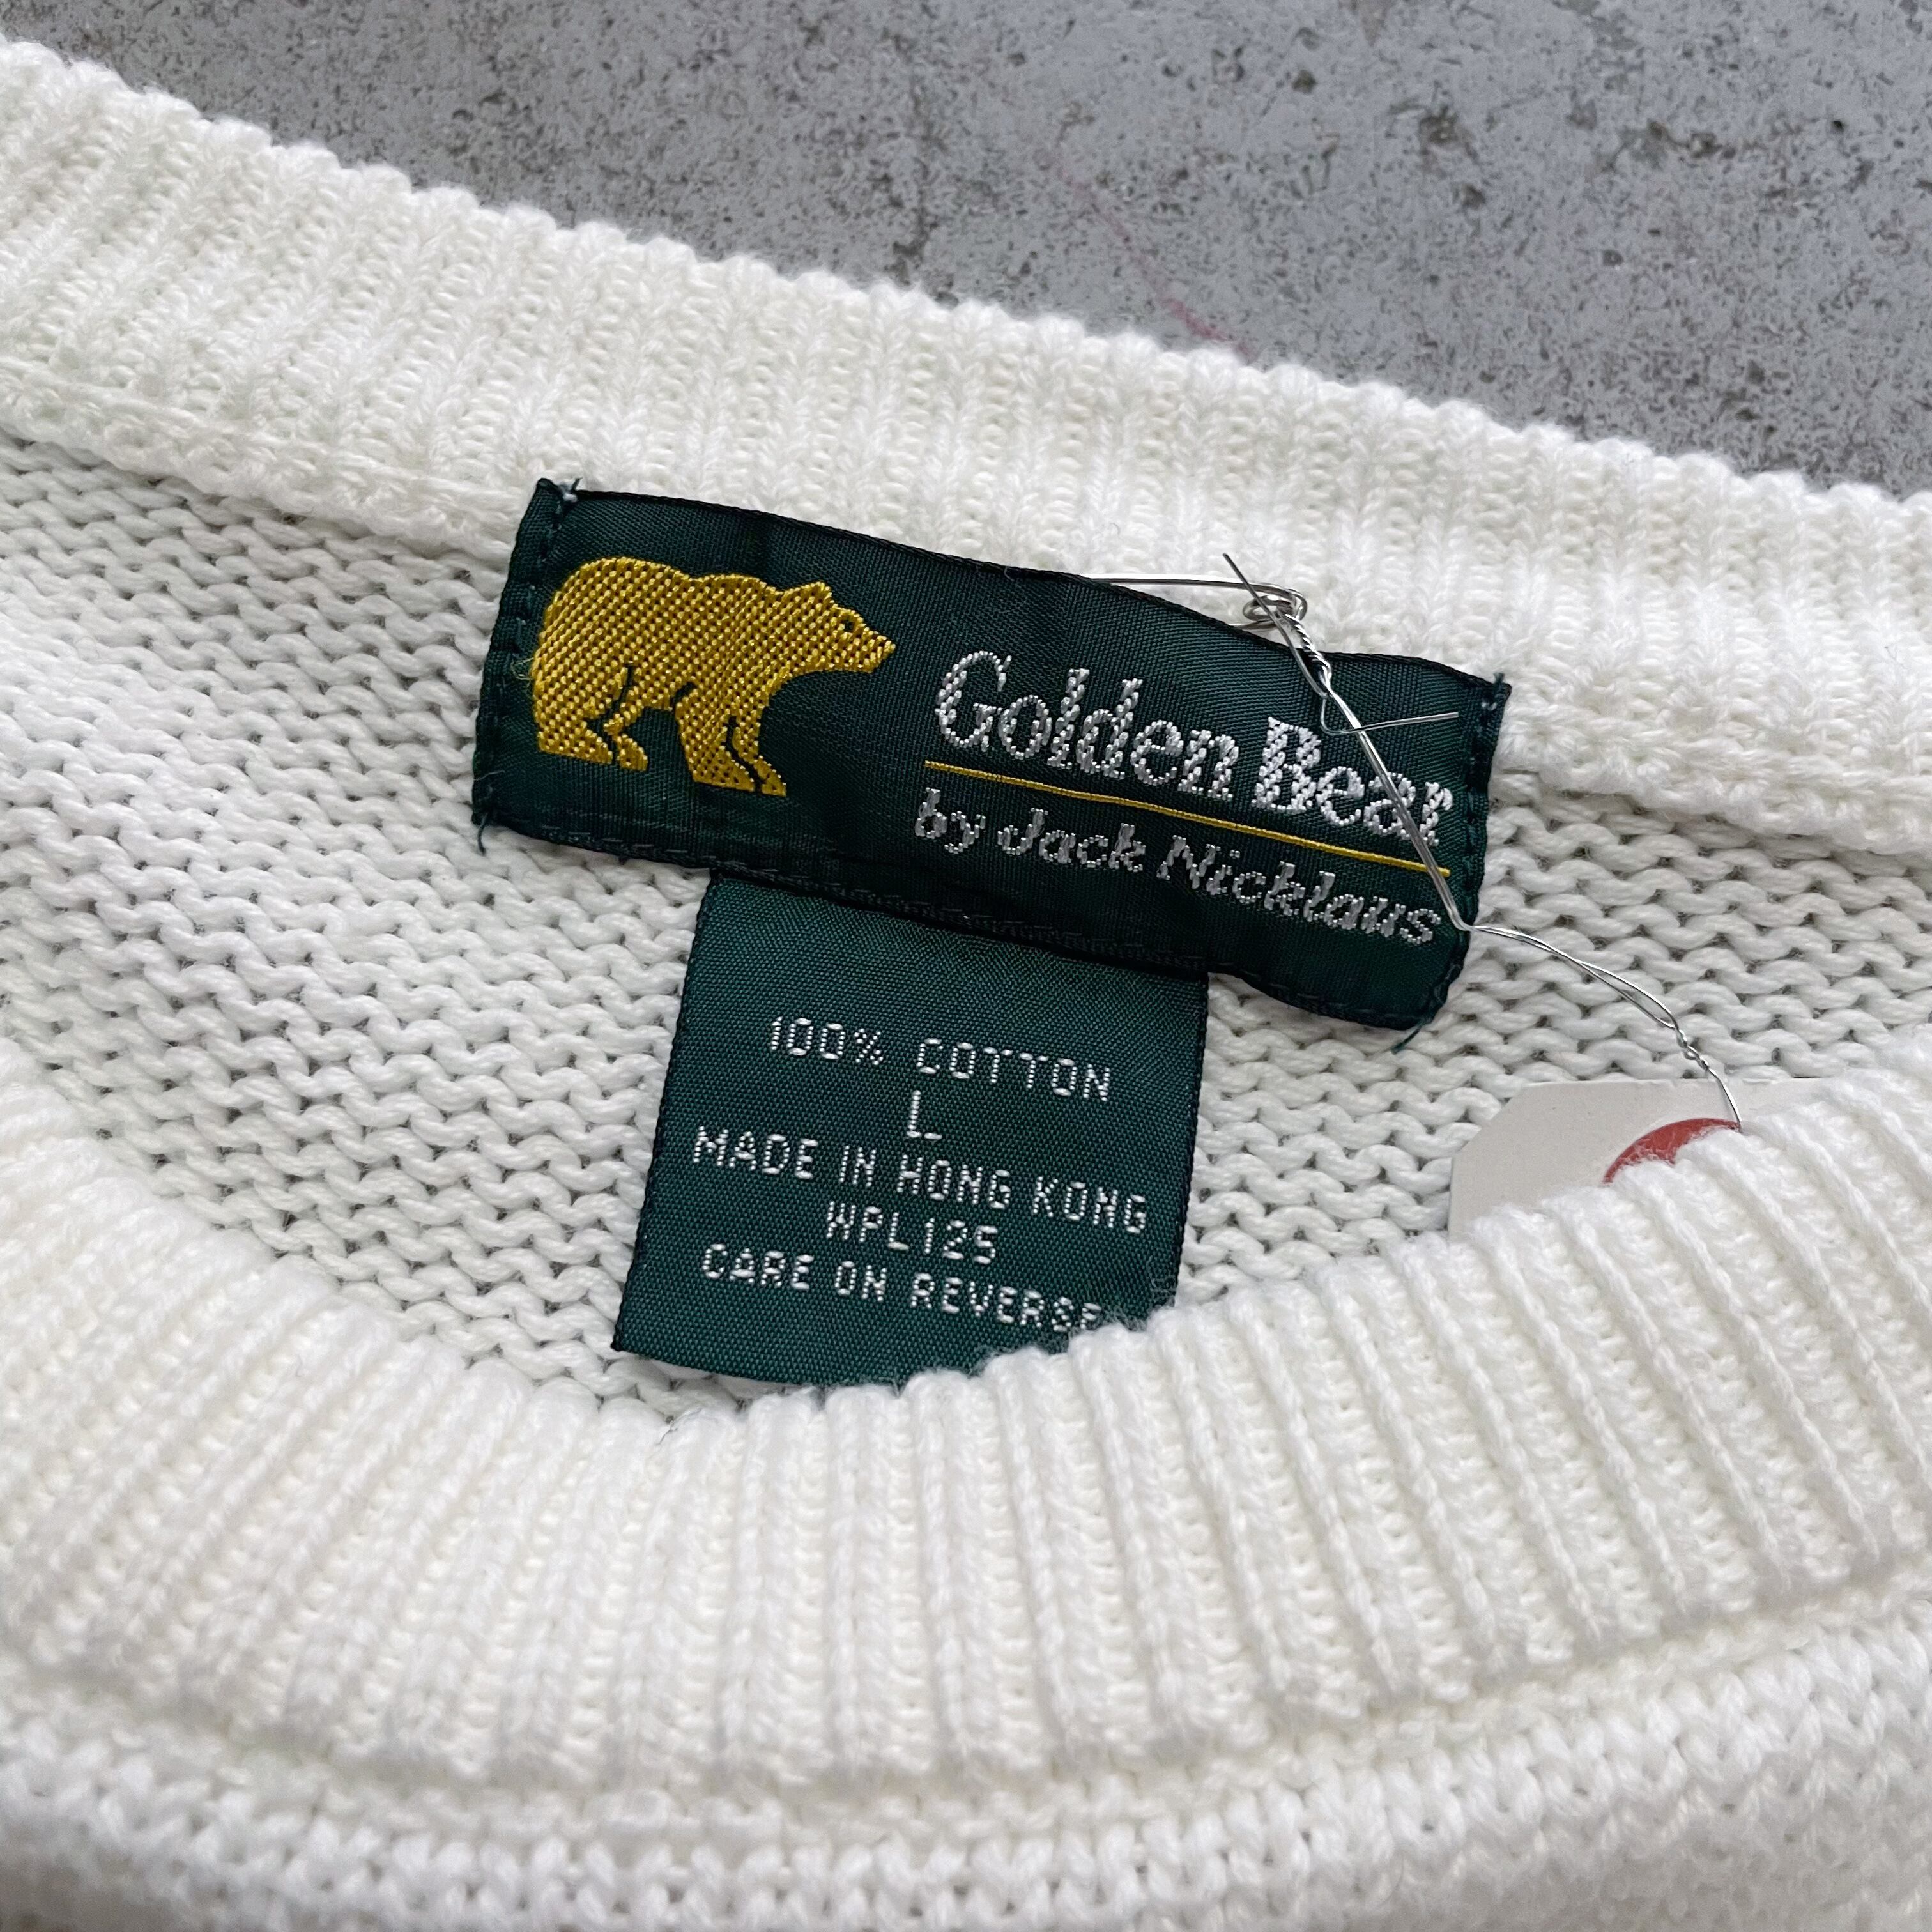 Golden Bear
by Jack Nicklaus
100% COTTON
L
MADE IN HONG KONG
WPL125
CARE ON REVERSE